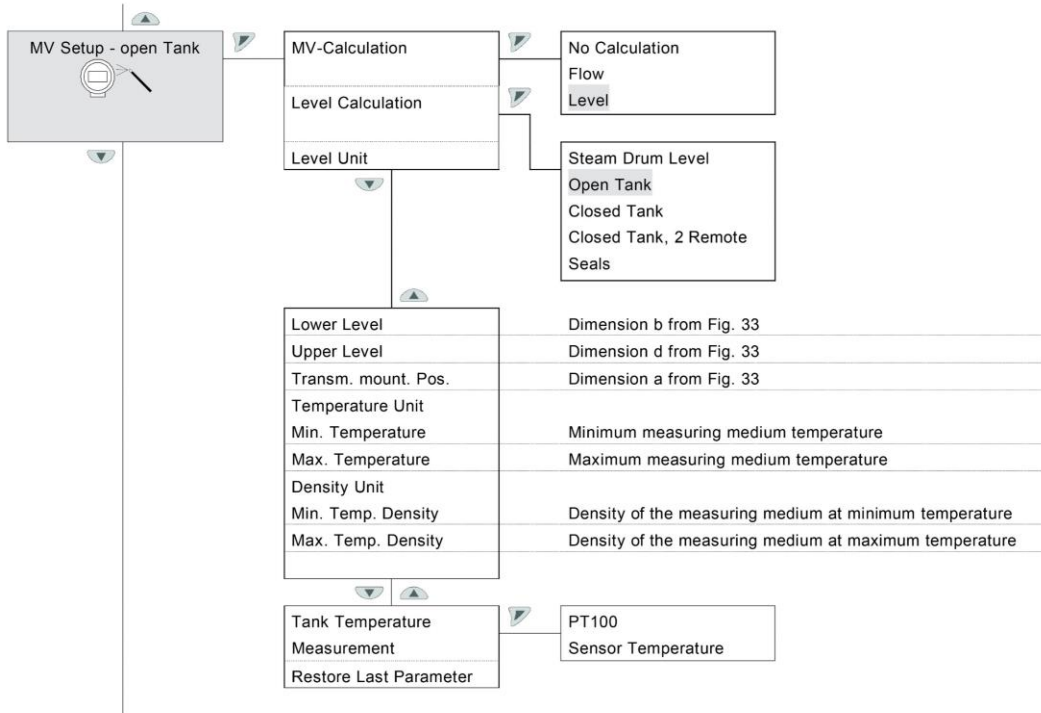 MV Setup - open Tank
MV-Calculation
Level Calculation
Level Unit
No Calculation
Flow
Level
Steam Drum Level
Open Tank
Closed Tank
Closed Tank, 2 Remote
Seals
Lower Level Dimension b from Fig. 33
Upper Level Dimension d from Fig. 33
Transm. mount. Pos. Dimension a from Fig. 33
Temperature Unit
Min. Temperature Minimum measuring medium temperature
Max. Temperature Maximum measuring medium temperature
Density Unit
Min. Temp. Density Density of the measuring medium at minimum temperature
Max. Temp. Density Density of the measuring medium at maximum temperature
Tank Temperature
Measurement
Restore Last Parameter
PT100
Sensor Temperature